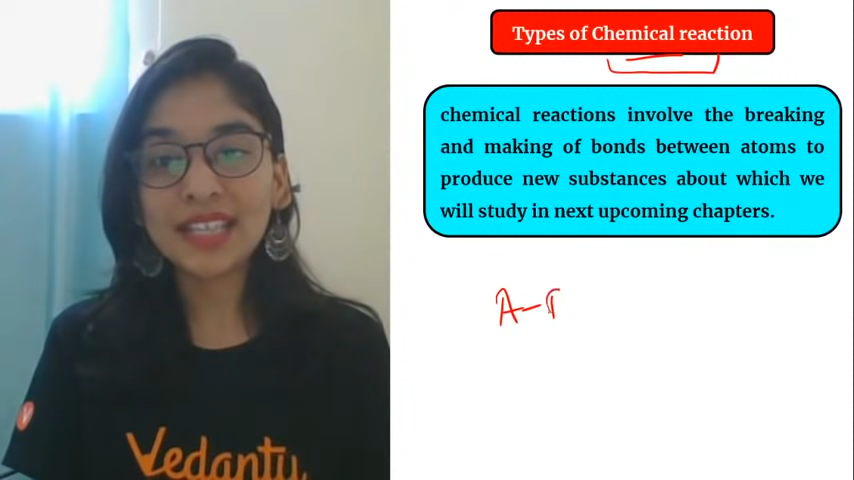 Types of Chemical reaction
chemical reactions involve the breaking
and making of bonds between atoms to
produce new substances about which we
will study in next upcoming chapters.
A-
Vedantu